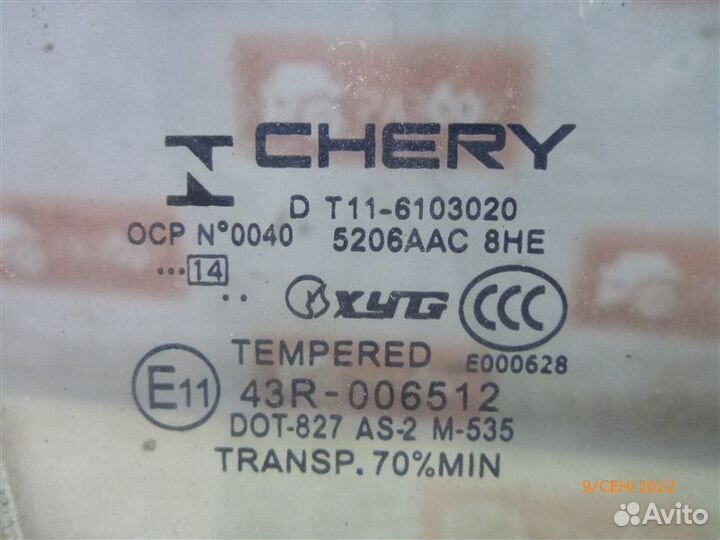 CHERY
D T11-6103020
OCP N°0040 5206AAC 8HE
...14
..
XYG CCC
TEMPERED E000628
E11 43R-006512
DOT-827 AS-2 M-535
TRANSP. 70%MIN
9/СЕН/2022
Avito